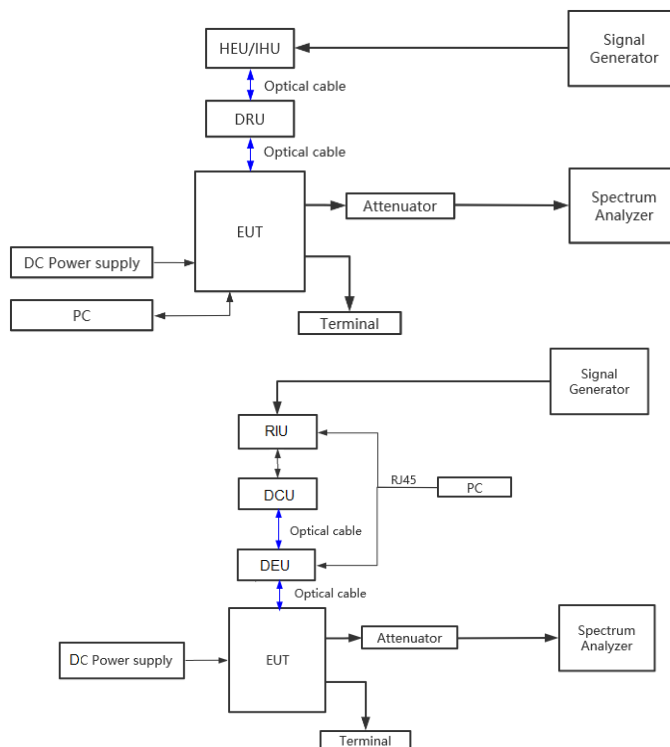 Signal
Generator
HEU/IHU
Optical cable
DRU
Optical cable
EUT
Attenuator
Spectrum
Analyzer
DC Power supply
PC
Terminal
Signal
Generator
RIU
RJ45
PC
DCU
Optical cable
DEU
Optical cable
EUT
Attenuator
Spectrum
Analyzer
DC Power supply
Terminal